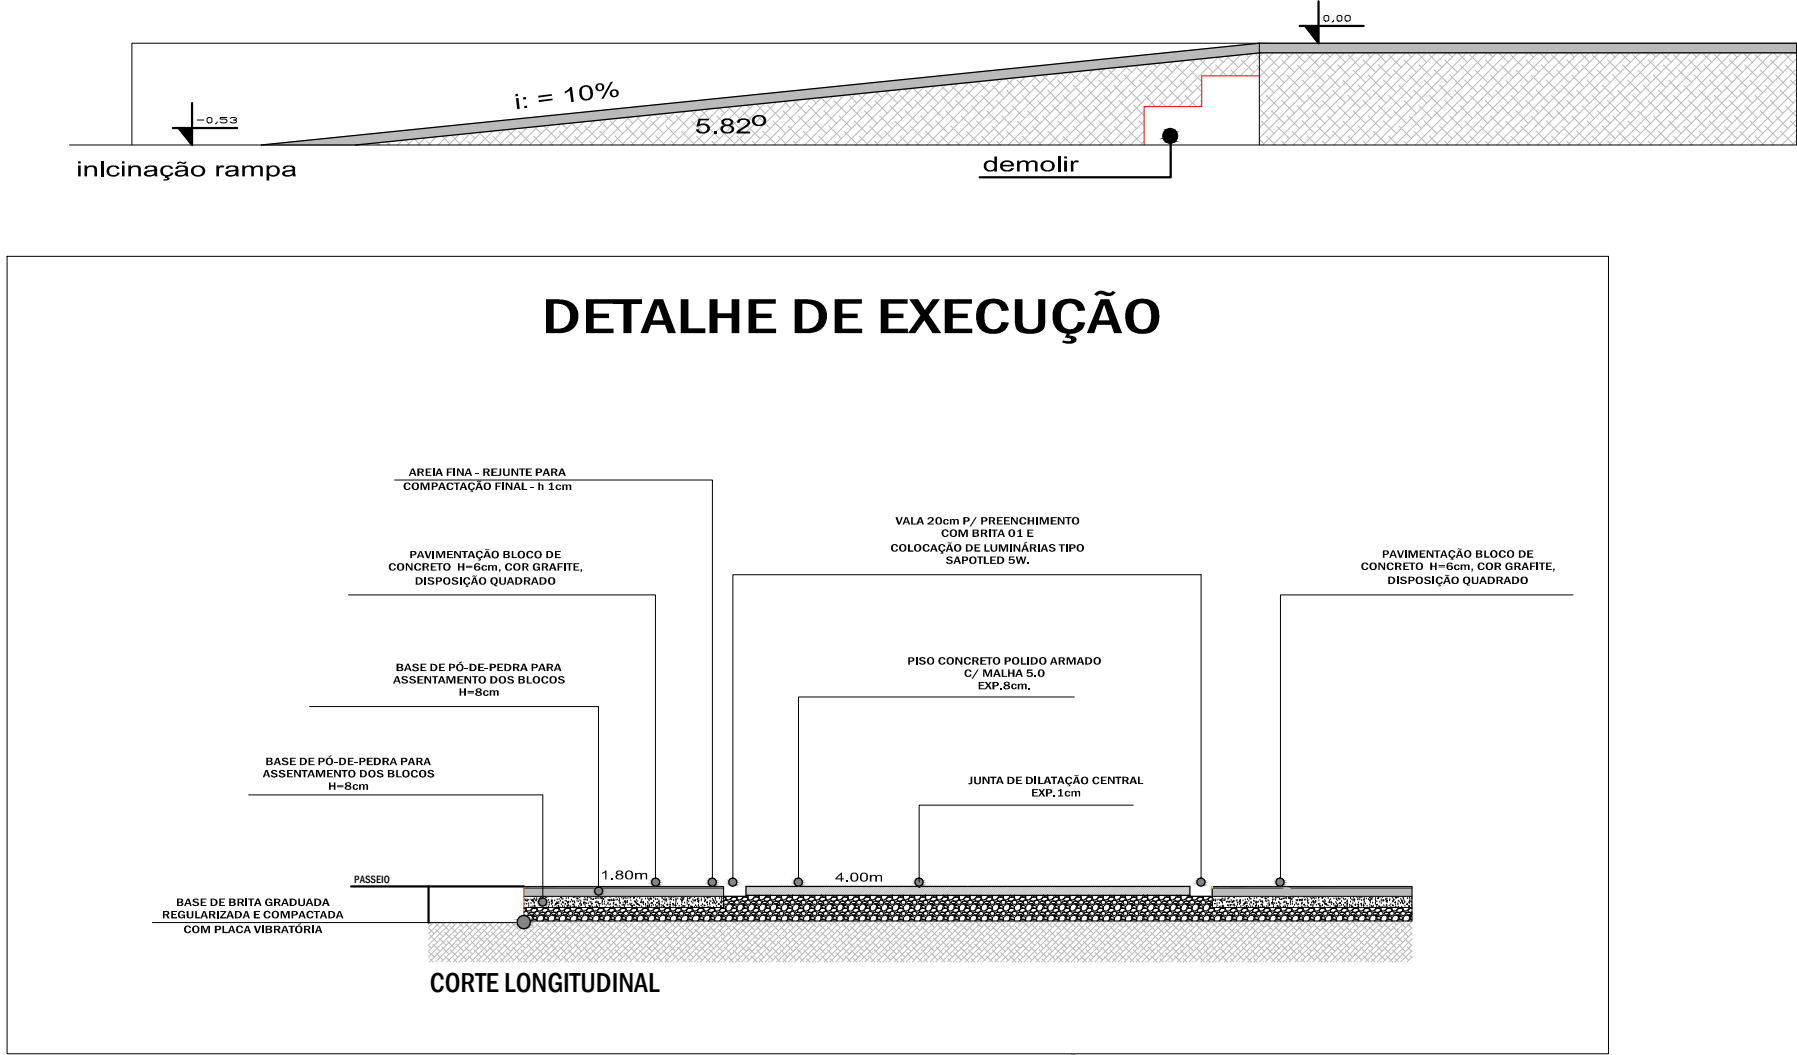 0,00
i: = 10%
-0,53
5.82º
inlcinação rampa
demolir
DETALHE DE EXECUÇÃO
AREIA FINA - REJUNTE PARA
COMPACTAÇÃO FINAL - h 1cm
VALA 20cm P/ PREENCHIMENTO
COM BRITA 01 E
COLOCAÇÃO DE LUMINÁRIAS TIPO
SAPOTLED 5W.
PAVIMENTAÇÃO BLOCO DE
CONCRETO H=6cm, COR GRAFITE,
DISPOSIÇÃO QUADRADO
PAVIMENTAÇÃO BLOCO DE
CONCRETO H=6cm, COR GRAFITE,
DISPOSIÇÃO QUADRADO
BASE DE PÓ-DE-PEDRA PARA
ASSENTAMENTO DOS BLOCOS
H=8cm
PISO CONCRETO POLIDO ARMADO
C/ MALHA 5.0
EXP.8cm.
BASE DE PÓ-DE-PEDRA PARA
ASSENTAMENTO DOS BLOCOS
H=8cm
JUNTA DE DILATAÇÃO CENTRAL
EXP.1cm
PASSEIO
1.80m
4.00m
BASE DE BRITA GRADUADA
REGULARIZADA E COMPACTADA
COM PLACA VIBRATÓRIA
CORTE LONGITUDINAL